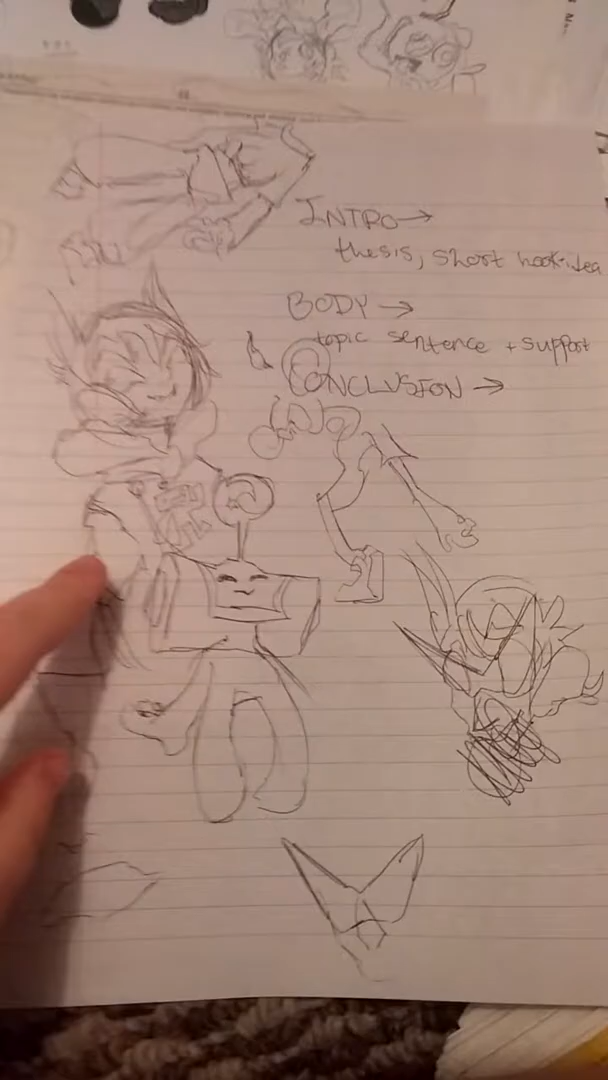 INTRO→
thesis, short hook idea
BODY →
topic sentence + support
CONCLUSION →